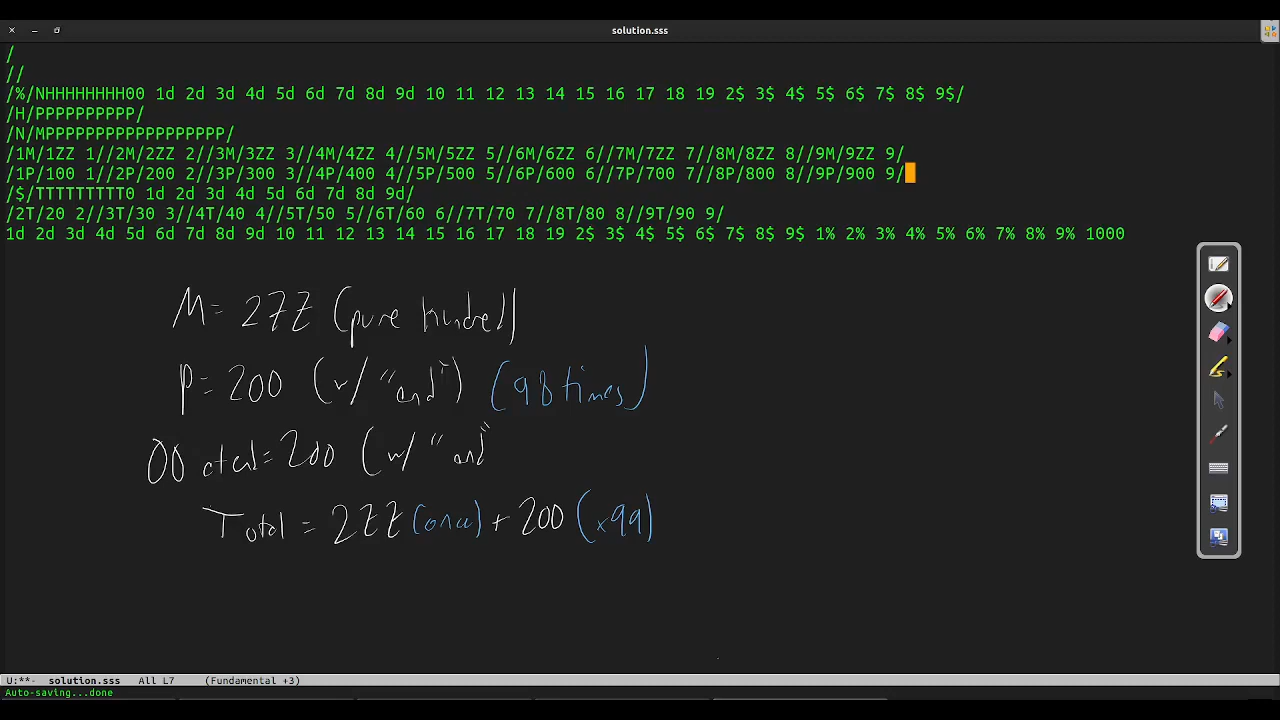 solution.sss
/
//
/%/NHHHHHHHHH00 1d 2d 3d 4d 5d 6d 7d 8d 9d 10 11 12 13 14 15 16 17 18 19 2$ 3$ 4$ 5$ 6$ 7$ 8$ 9$/
/H/PPPPPPPPPP/
/N/MPPPPPPPPPPPPPPPPPP/
/1M/1ZZ 1//2M/2ZZ 2//3M/3ZZ 3//4M/4ZZ 4//5M/5ZZ 5//6M/6ZZ 6//7M/7ZZ 7//8M/8ZZ 8//9M/9ZZ 9/
/1P/100 1//2P/200 2//3P/300 3//4P/400 4//5P/500 5//6P/600 6//7P/700 7//8P/800 8//9P/900 9/
/$/TTTTTTTTT0 1d 2d 3d 4d 5d 6d 7d 8d 9d/
/2T/20 2//3T/30 3//4T/40 4//5T/50 5//6T/60 6//7T/70 7//8T/80 8//9T/90 9/
1d 2d 3d 4d 5d 6d 7d 8d 9d 10 11 12 13 14 15 16 17 18 19 2$ 3$ 4$ 5$ 6$ 7$ 8$ 9$ 1% 2% 3% 4% 5% 6% 7% 8% 9% 1000
M= 2ZZ (pure hundred)
P= 200 (w/ "and") (98 times)
00 = 200 (w/ "and"
Total = 2ZZ (once) + 200 (x99)
U:**- solution.sss All L7 (Fundamental +3)
Auto-saving...done